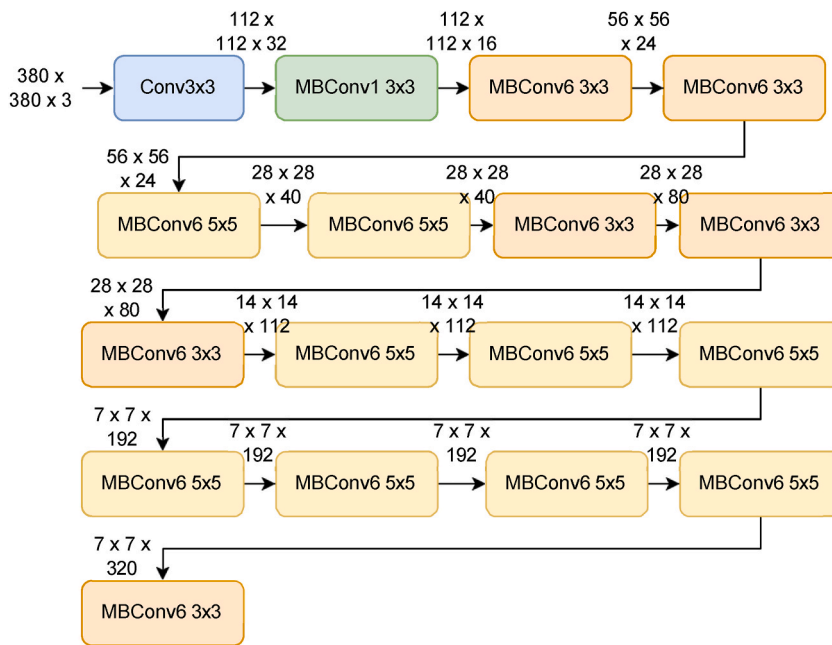 380 x
380 x 3
Conv3x3
112 x
112 x 32
MBConv1 3x3
112 x
112 x 16
MBConv6 3x3
56 x 56
x 24
MBConv6 3x3
56 x 56
x 24
MBConv6 5x5
28 x 28
x 40
MBConv6 5x5
28 x 28
x 40
MBConv6 3x3
28 x 28
x 80
MBConv6 3x3
28 x 28
x 80
MBConv6 3x3
14 x 14
x 112
MBConv6 5x5
14 x 14
x 112
MBConv6 5x5
14 x 14
x 112
MBConv6 5x5
7 x 7 x
192
MBConv6 5x5
7 x 7 x
192
MBConv6 5x5
7 x 7 x
192
MBConv6 5x5
7 x 7 x
192
MBConv6 5x5
7 x 7 x
320
MBConv6 3x3